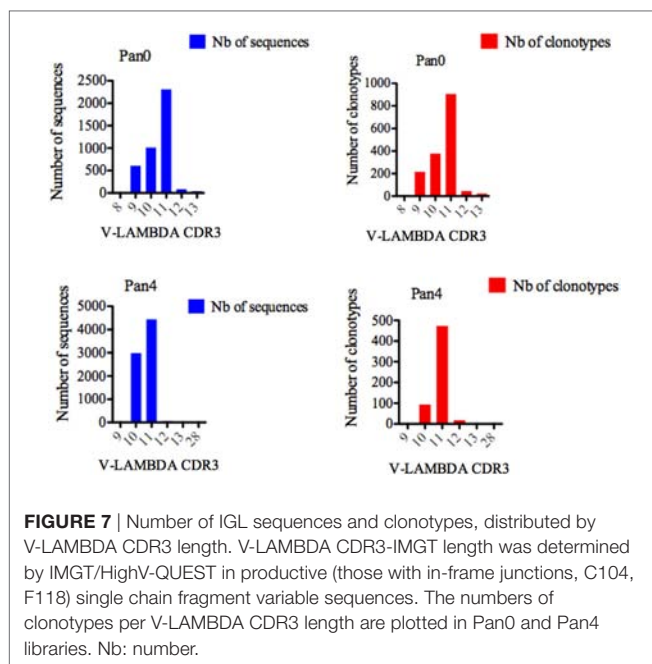 Nb of sequences
Pan0
Number of sequences
2500
2000
1500
1000
500
0
8 9 10 11 12 13
V-LAMBDA CDR3
Nb of clonotypes
Pan0
Number of clonotypes
1000
800
600
400
200
0
8 9 10 11 12 13
V-LAMBDA CDR3
Nb of sequences
Pan4
Number of sequences
5000
4000
3000
2000
1000
0
9 10 11 12 13 28
V-LAMBDA CDR3
Nb of clonotypes
Pan4
Number of clonotypes
500
400
300
200
100
0
9 10 11 12 13 28
V-LAMBDA CDR3
FIGURE 7 | Number of IGL sequences and clonotypes, distributed by
V-LAMBDA CDR3 length. V-LAMBDA CDR3-IMGT length was determined
by IMGT/HighV-QUEST in productive (those with in-frame junctions, C104,
F118) single chain fragment variable sequences. The numbers of
clonotypes per V-LAMBDA CDR3 length are plotted in Pan0 and Pan4
libraries. Nb: number.